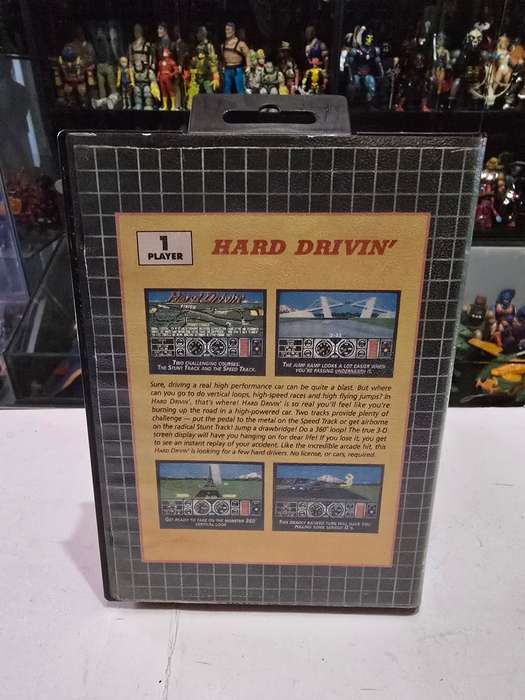 1
PLAYER
HARD DRIVIN'
Hard Drivin'
TWO CHALLENGING COURSES.
THE STUNT TRACK AND THE SPEED TRACK.
THE JUMP RAMP LOOKS A LOT EASIER WHEN
YOU'RE PASSING UNDERNEATH IT.
Sure, driving a real high performance car can be quite a blast. But where
can you go to do vertical loops, high-speed races and high flying jumps? In
HARD DRIVIN', that's where! HARD DRIVIN' is so real you'll feel like you're
burning up the road in a high-powered car. Two tracks provide plenty of
challenge — put the pedal to the metal on the Speed Track or get airborne
on the radical Stunt Track! Jump a drawbridge! Do a 360° loop! The true 3-D
screen display will have you hanging on for dear life! If you lose it, you get
to see an instant replay of your accident. Like the incredible arcade hit, this
HARD DRIVIN' is looking for a few hard drivers. No license, or cars, required.
GET READY TO TAKE ON THE MONSTER 360
VERTICAL LOOP.
THIS DEADLY BANKED TURN WILL HAVE YOU
PULLING SOME SERIOUS G'S.